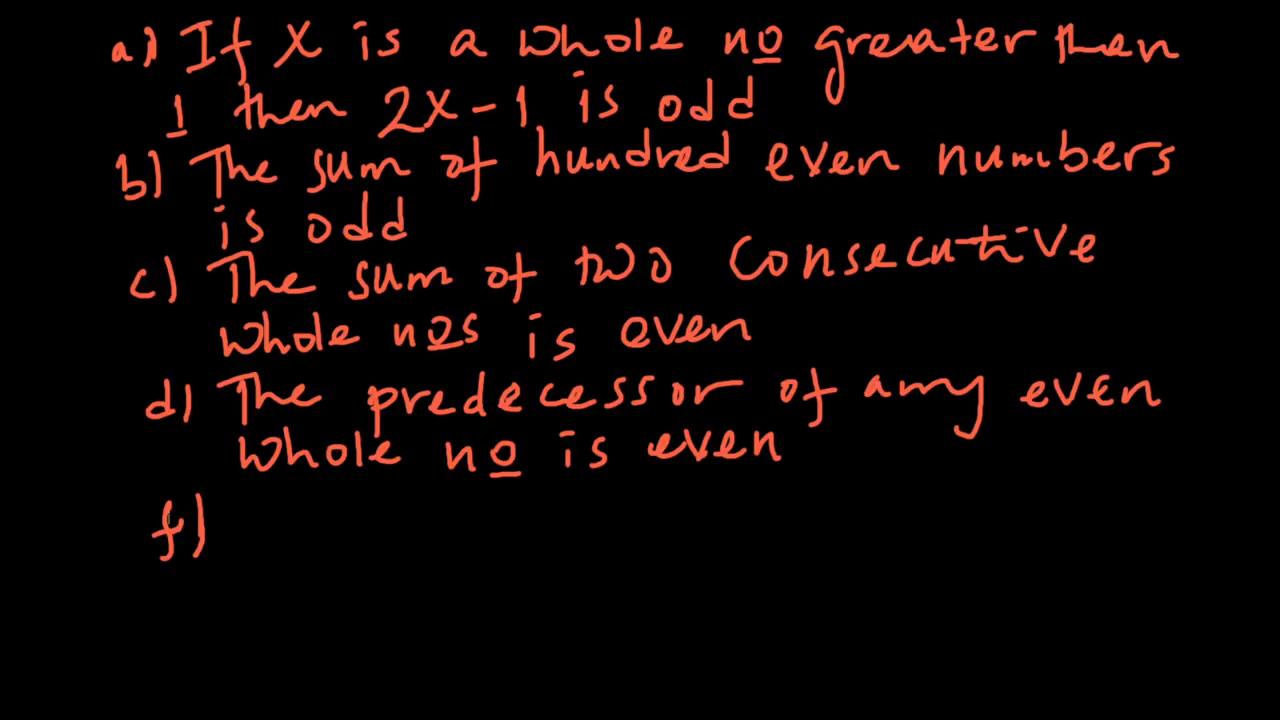 a) If X is a whole no greater then
1 then 2X-1 is odd
b) The sum of hundred even numbers
is odd
c) The sum of two consecutive
whole nos is even
d) The predecessor of any even
whole no is even
f)